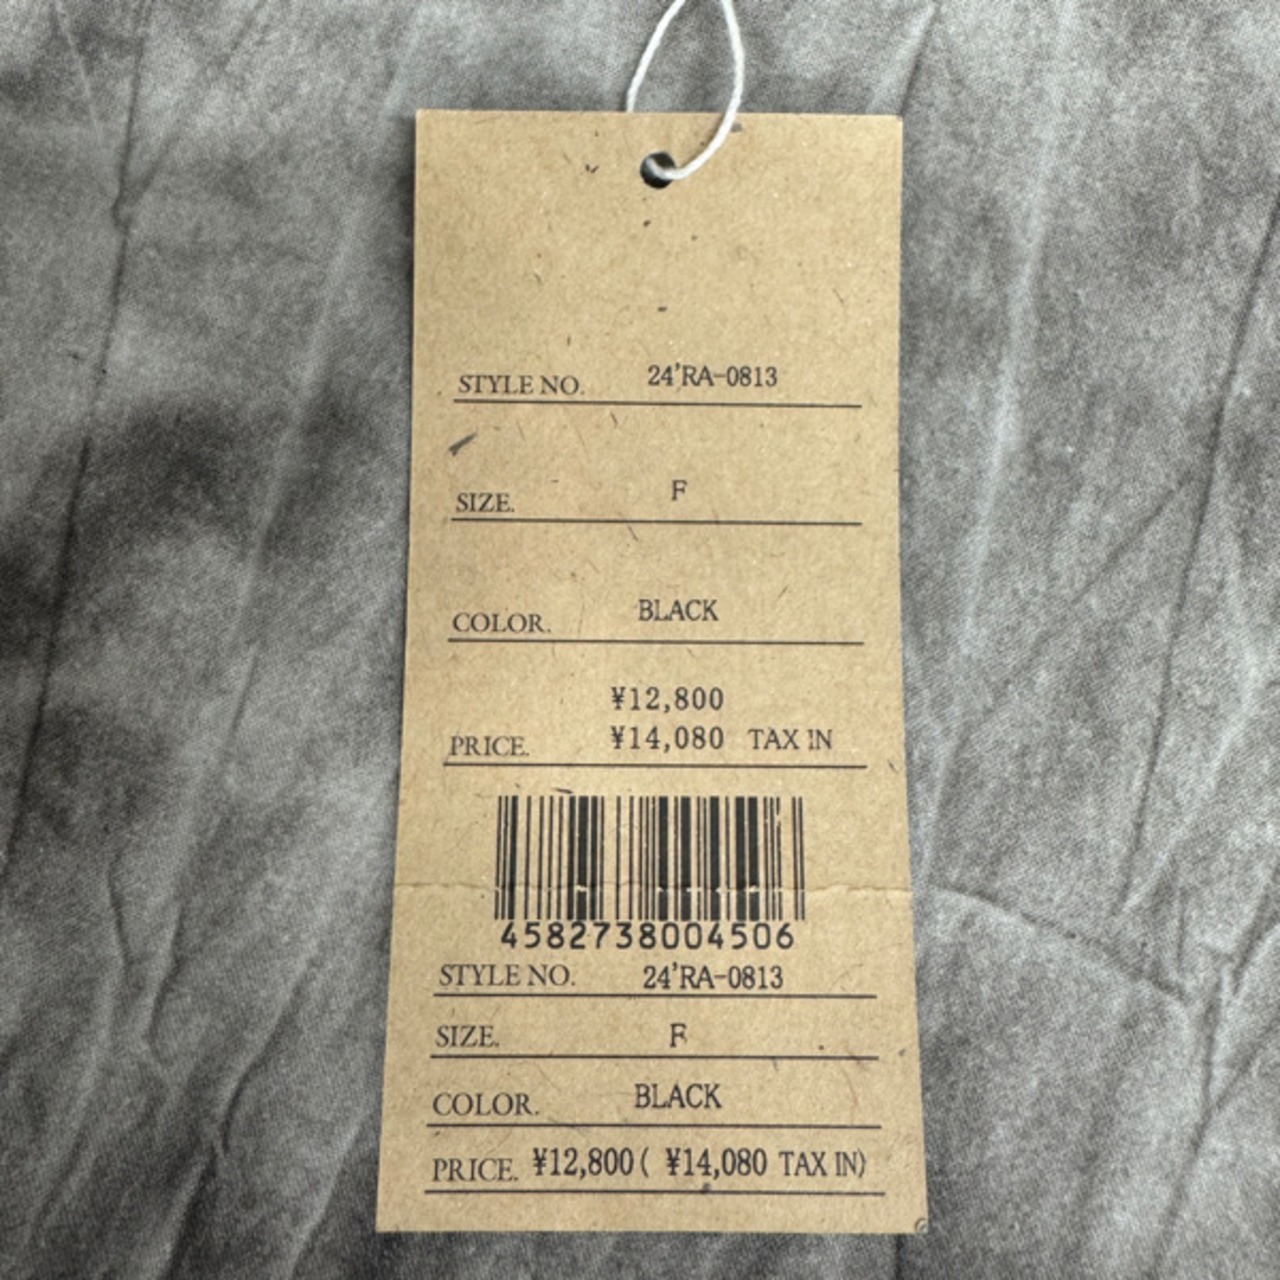 STYLE NO. 24'RA-0813
SIZE. F
COLOR. BLACK
¥12,800
PRICE. ¥14,080 TAX IN
4582738004506
STYLE NO. 24'RA-0813
SIZE. F
COLOR. BLACK
PRICE. ¥12,800 ( ¥14,080 TAX IN)